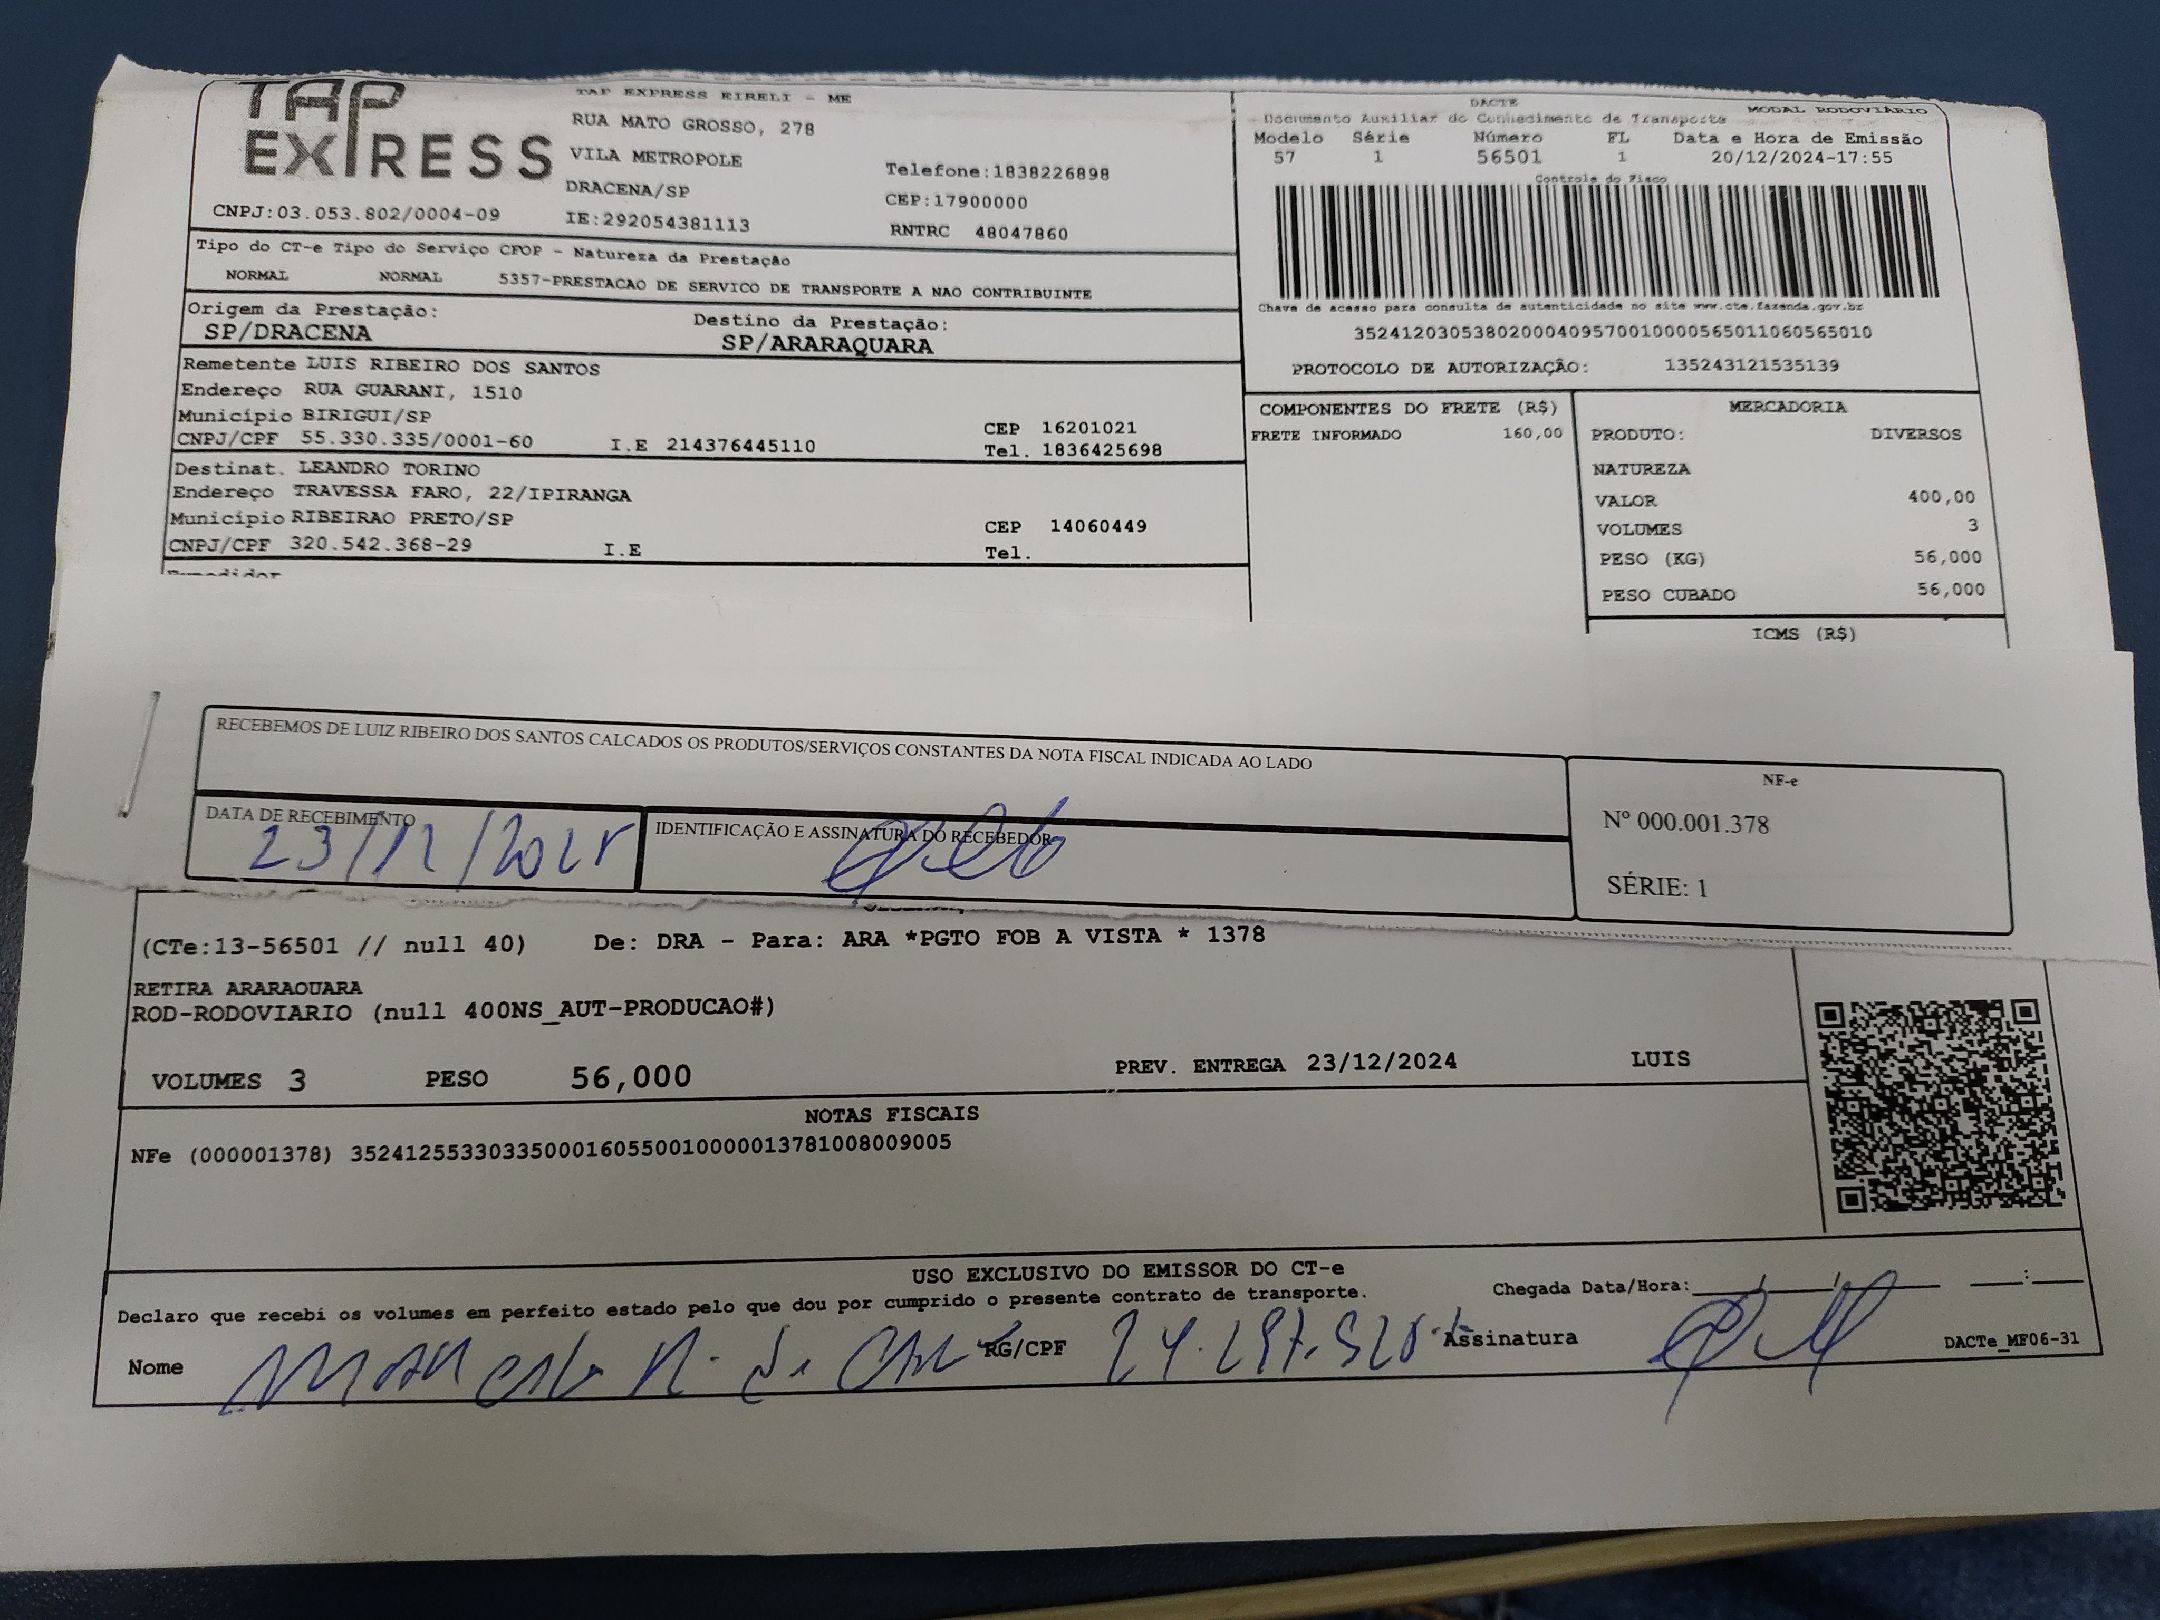 TAP
EXPRESS
TAP EXPRESS EIRELI - ME
RUA MATO GROSSO, 278
VILA METROPOLE
DRACENA/SP
IE:292054381113
CNPJ:03.053.802/0004-09
Telefone:1838226898
CEP:17900000
RNTRC 48047860
DACTE
MODAL RODOVIÁRIO
Documento Auxiliar do Conhecimento de Transporte
Modelo Série Número FL Data e Hora de Emissão
57 1 56501 1 20/12/2024-17:55
Controle do Fisco
Chave de acesso para consulta de autenticidade no site www.cte.fazenda.gov.br
35241203053802000409570010000565011060565010
PROTOCOLO DE AUTORIZAÇÃO: 135243121535139
Tipo do CT-e Tipo do Serviço CFOP - Natureza da Prestação
NORMAL NORMAL 5357-PRESTACAO DE SERVICO DE TRANSPORTE A NAO CONTRIBUINTE
Origem da Prestação: Destino da Prestação:
SP/DRACENA SP/ARARAQUARA
Remetente LUIS RIBEIRO DOS SANTOS
Endereço RUA GUARANI, 1510
Município BIRIGUI/SP CEP 16201021
CNPJ/CPF 55.330.335/0001-60 I.E 214376445110 Tel. 1836425698
Destinat. LEANDRO TORINO
Endereço TRAVESSA FARO, 22/IPIRANGA
Município RIBEIRAO PRETO/SP CEP 14060449
CNPJ/CPF 320.542.368-29 I.E Tel.
Expedidor
COMPONENTES DO FRETE (R$)
FRETE INFORMADO 160,00
MERCADORIA
PRODUTO: DIVERSOS
NATUREZA
VALOR 400,00
VOLUMES 3
PESO (KG) 56,000
PESO CUBADO 56,000
ICMS (R$)
RECEBEMOS DE LUIZ RIBEIRO DOS SANTOS CALCADOS OS PRODUTOS/SERVIÇOS CONSTANTES DA NOTA FISCAL INDICADA AO LADO
DATA DE RECEBIMENTO
23/12/202
IDENTIFICAÇÃO E ASSINATURA DO RECEBEDOR
NF-e
Nº 000.001.378
SÉRIE: 1
(CTe:13-56501 // null 40) De: DRA - Para: ARA *PGTO FOB A VISTA * 1378
RETIRA ARARAQUARA
ROD-RODOVIARIO (null 400NS_AUT-PRODUCAO#)
VOLUMES 3 PESO 56,000 PREV. ENTREGA 23/12/2024 LUIS
NOTAS FISCAIS
NFe (000001378) 35241255330335000160550010000013781008009005
USO EXCLUSIVO DO EMISSOR DO CT-e
Declaro que recebi os volumes em perfeito estado pelo que dou por cumprido o presente contrato de transporte.
Chegada Data/Hora:____/____/____ ___:___
Nome RG/CPF 24.297.520 Assinatura
DACTe_MF06-31